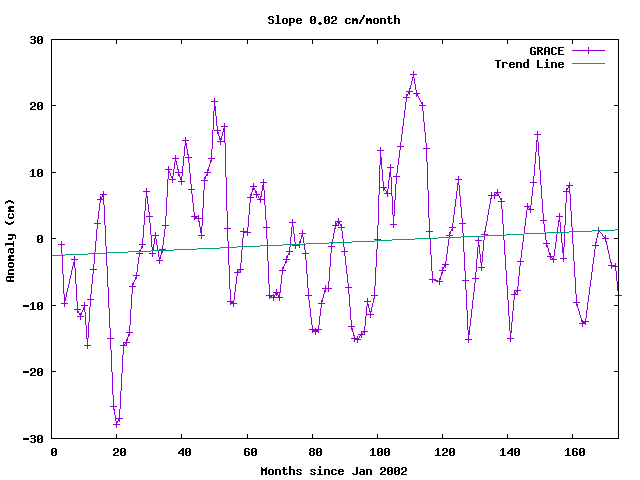 Slope 0.02 cm/month
GRACE
Trend Line
30
20
10
0
-10
-20
-30
Anomaly (cm)
0 20 40 60 80 100 120 140 160
Months since Jan 2002